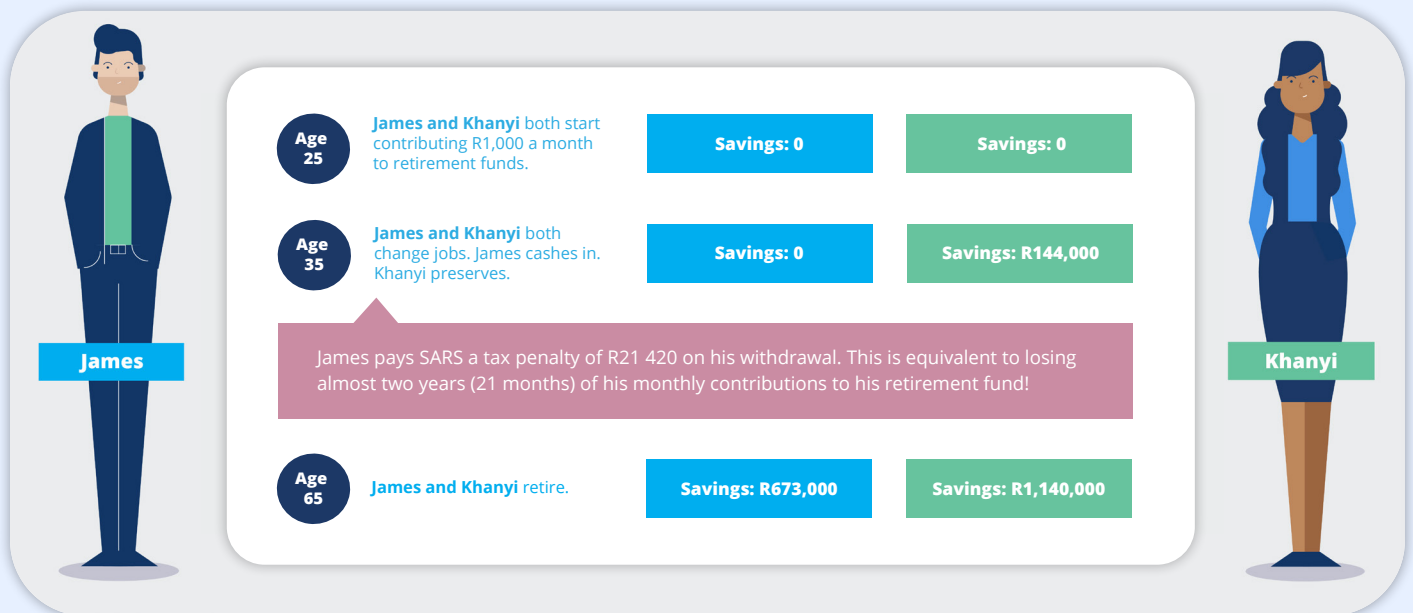 Age
25
James and Khanyi both start
contributing R1,000 a month
to retirement funds.
Savings: 0
Savings: 0
Age
35
James and Khanyi both
change jobs. James cashes in.
Khanyi preserves.
Savings: 0
Savings: R144,000
James pays SARS a tax penalty of R21 420 on his withdrawal. This is equivalent to losing
almost two years (21 months) of his monthly contributions to his retirement fund!
James
Khanyi
Age
65
James and Khanyi retire.
Savings: R673,000
Savings: R1,140,000